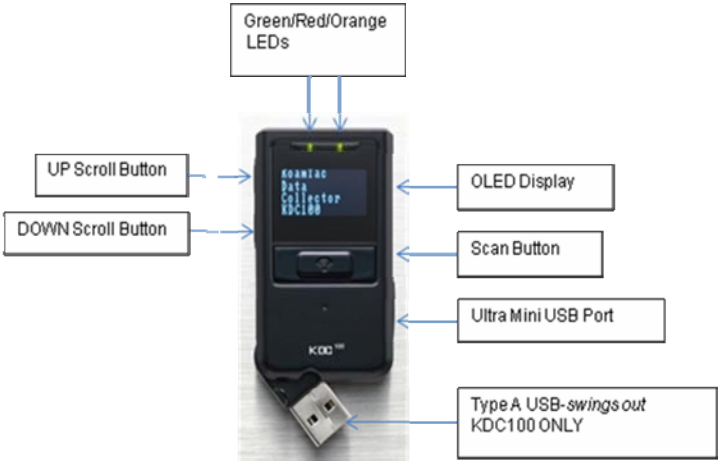 Green/Red/Orange
LEDs
UP Scroll Button
DOWN Scroll Button
Koamtac
Data
Collector
KDC100
OLED Display
Scan Button
Ultra Mini USB Port
KDC 100
Type A USB-swings out
KDC100 ONLY